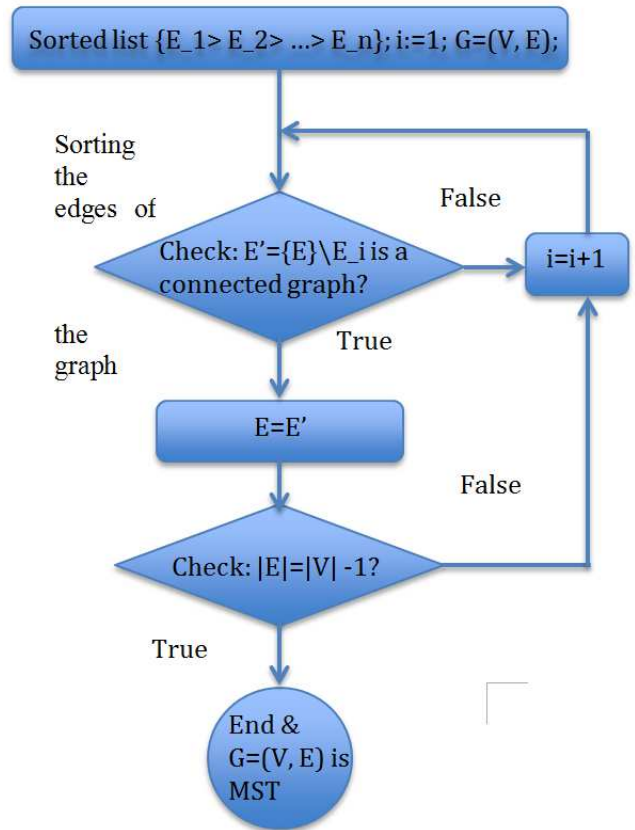 Sorted list {E_1> E_2> ...> E_n}; i:=1; G=(V, E);
Sorting
the
edges of
False
Check: E’={E}\E_i is a
connected graph?
i=i+1
the
graph
True
E=E’
False
Check: |E|=|V| -1?
True
End &
G=(V, E) is
MST